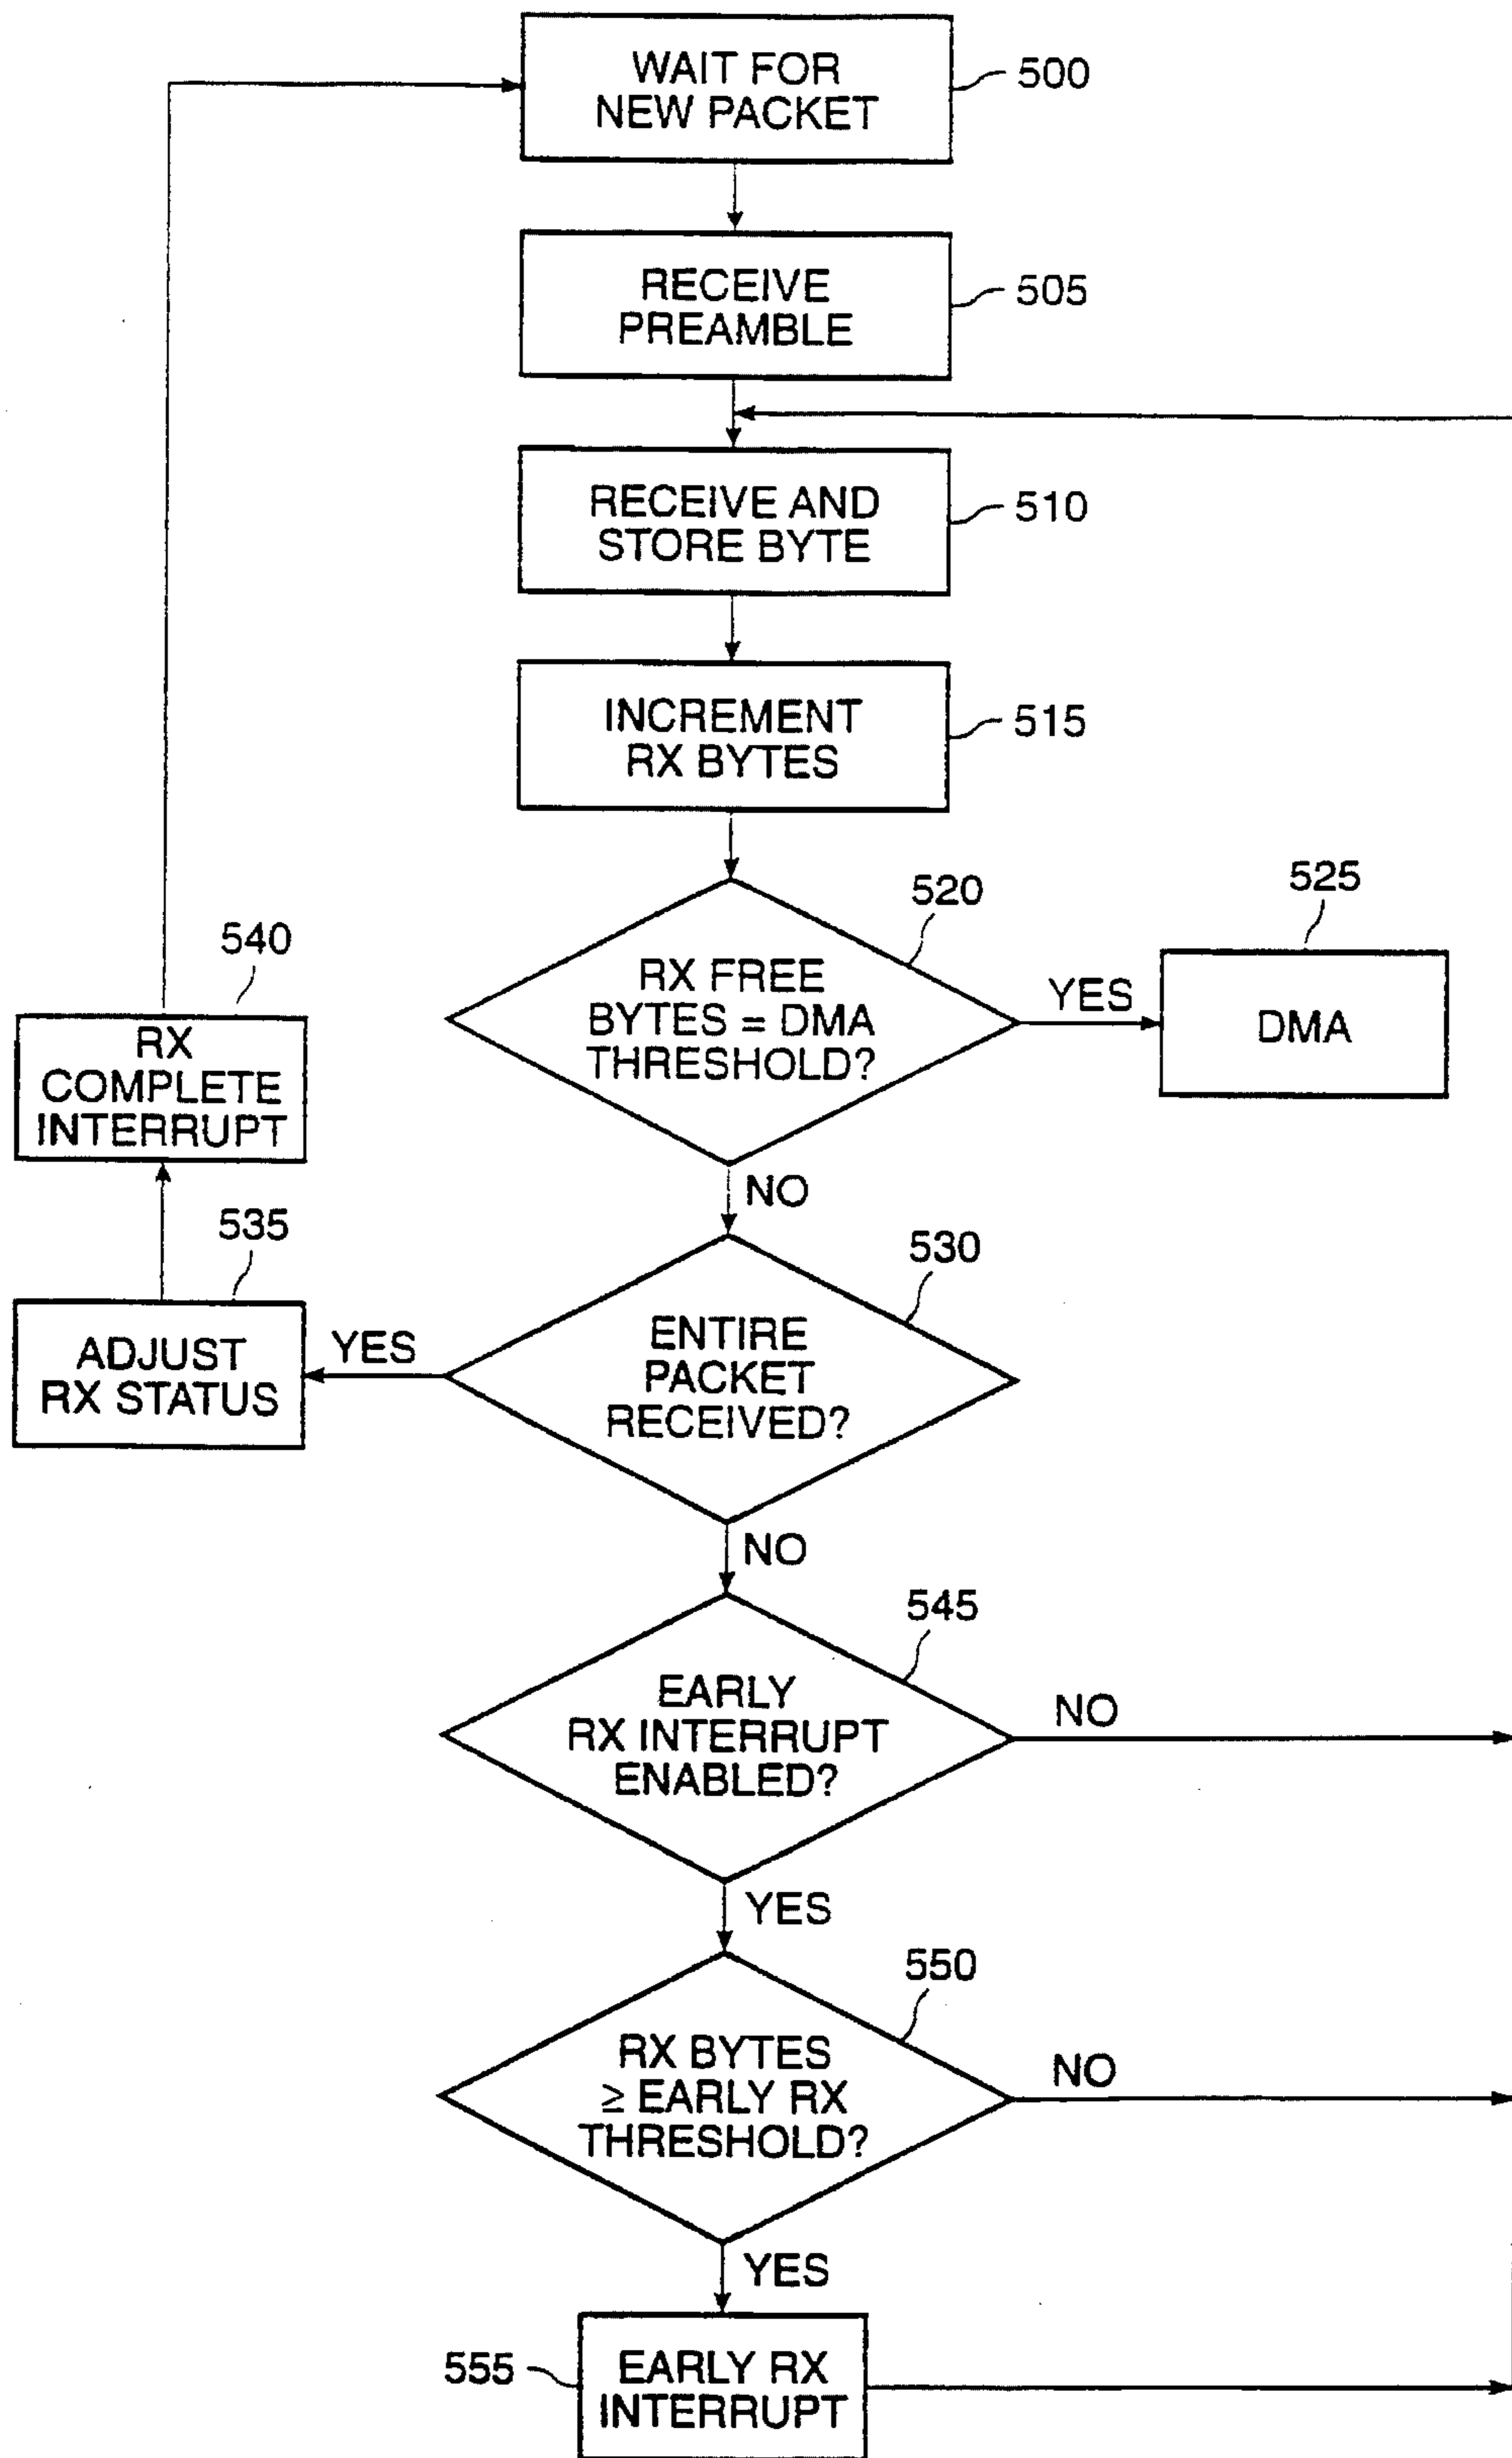 WAIT FOR
NEW PACKET
500
RECEIVE
PREAMBLE
505
RECEIVE AND
STORE BYTE
510
INCREMENT
RX BYTES
515
520
RX FREE
BYTES = DMA
THRESHOLD?
YES
525
DMA
540
RX
COMPLETE
INTERRUPT
NO
535
ADJUST
RX STATUS
YES
530
ENTIRE
PACKET
RECEIVED?
NO
545
EARLY
RX INTERRUPT
ENABLED?
NO
YES
550
RX BYTES
≥ EARLY RX
THRESHOLD?
NO
YES
555
EARLY RX
INTERRUPT